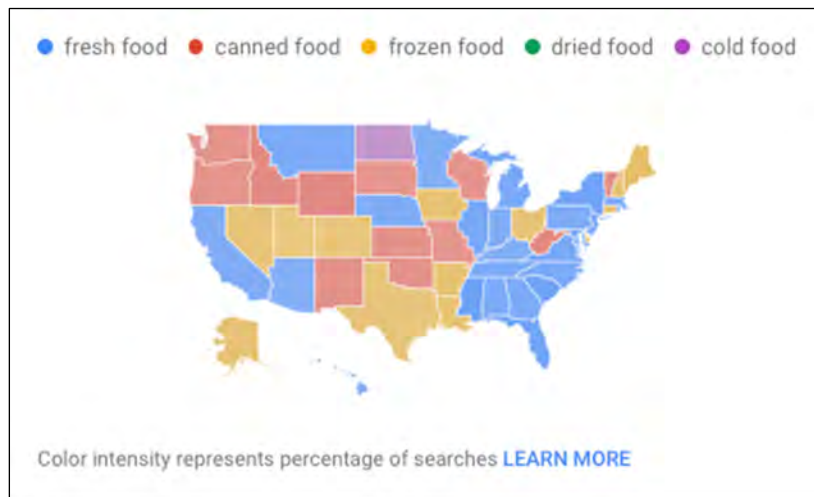 fresh food canned food frozen food dried food cold food
Color intensity represents percentage of searches LEARN MORE